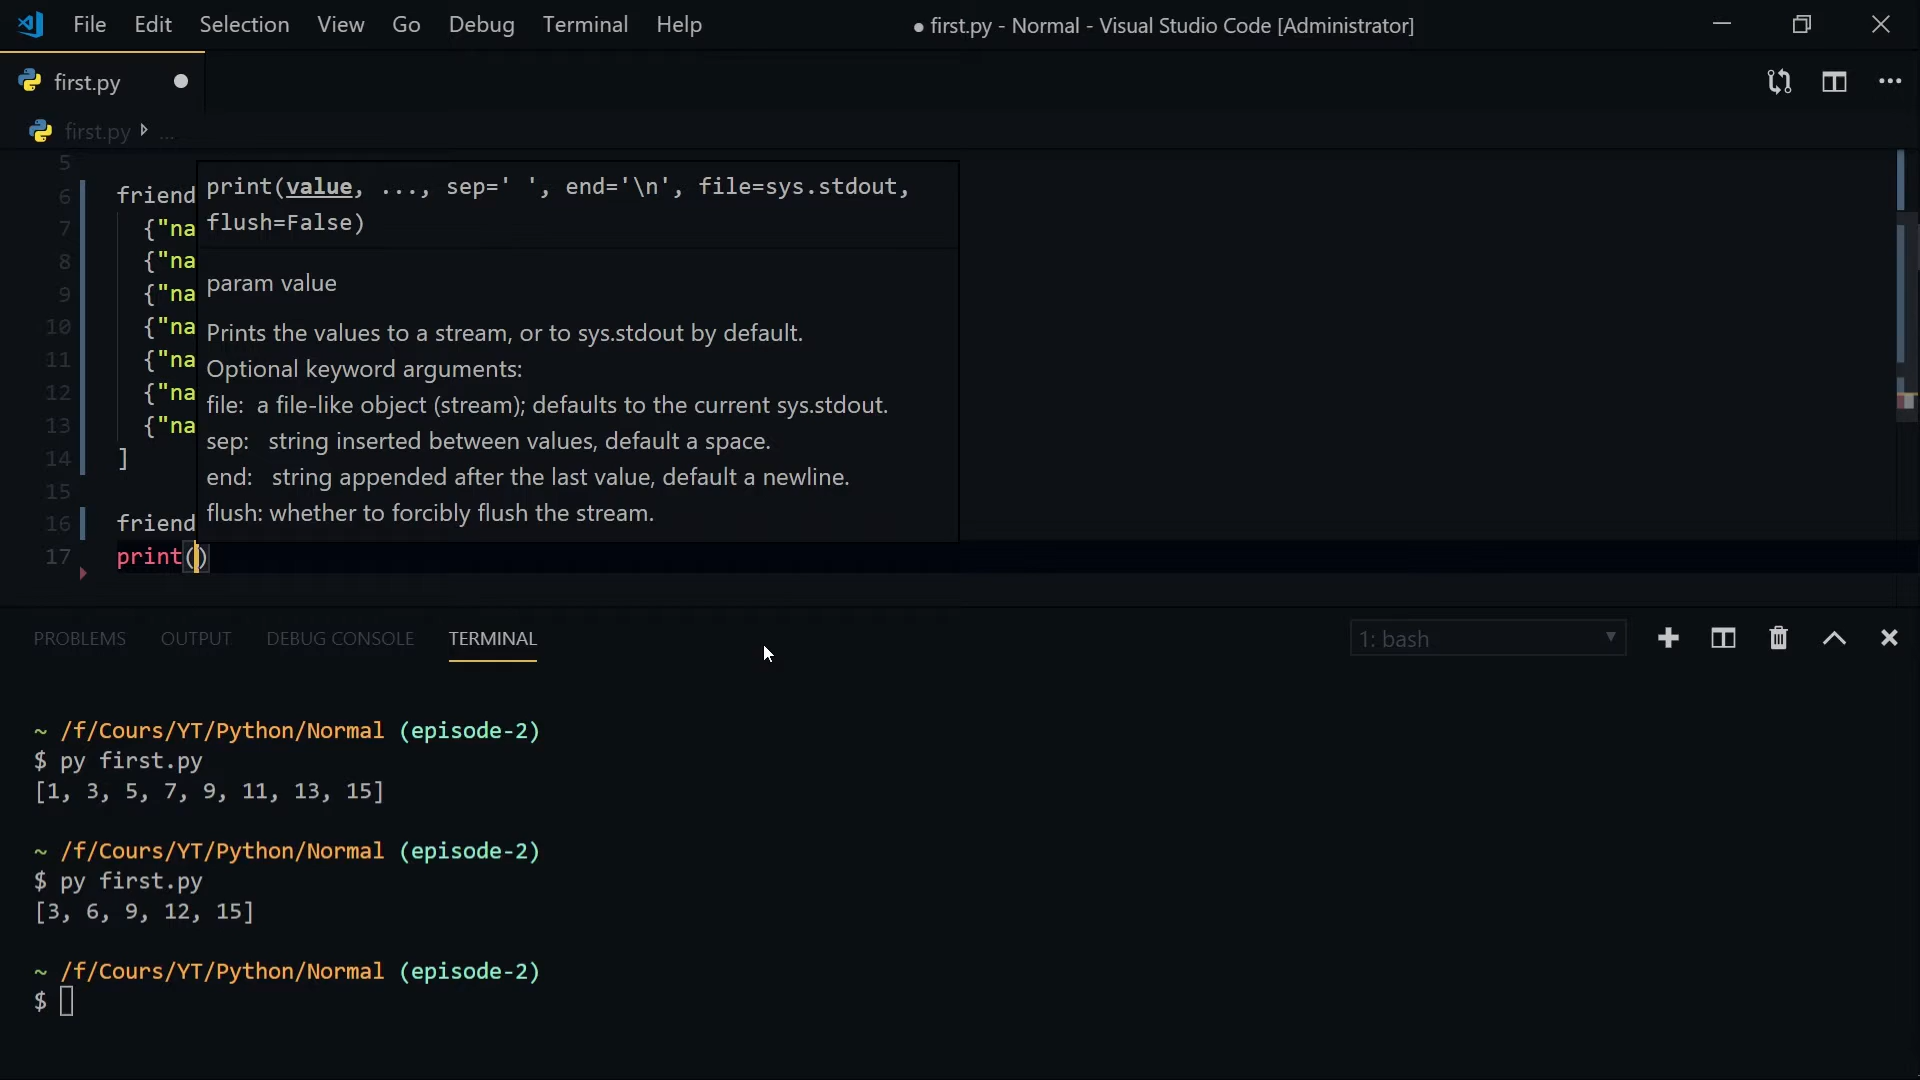 File Edit Selection View Go Debug Terminal Help
● first.py - Normal - Visual Studio Code [Administrator]
first.py
first.py ...
5
6 friend
7 {"na
8 {"na
9 {"na
10 {"na
11 {"na
12 {"na
13 {"na
14 ]
15
16 friend
17 print()
print(value, ..., sep=' ', end='\n', file=sys.stdout,
flush=False)
param value
Prints the values to a stream, or to sys.stdout by default.
Optional keyword arguments:
file: a file-like object (stream); defaults to the current sys.stdout.
sep: string inserted between values, default a space.
end: string appended after the last value, default a newline.
flush: whether to forcibly flush the stream.
PROBLEMS OUTPUT DEBUG CONSOLE TERMINAL
1: bash
~ /f/Cours/YT/Python/Normal (episode-2)
$ py first.py
[1, 3, 5, 7, 9, 11, 13, 15]
~ /f/Cours/YT/Python/Normal (episode-2)
$ py first.py
[3, 6, 9, 12, 15]
~ /f/Cours/YT/Python/Normal (episode-2)
$